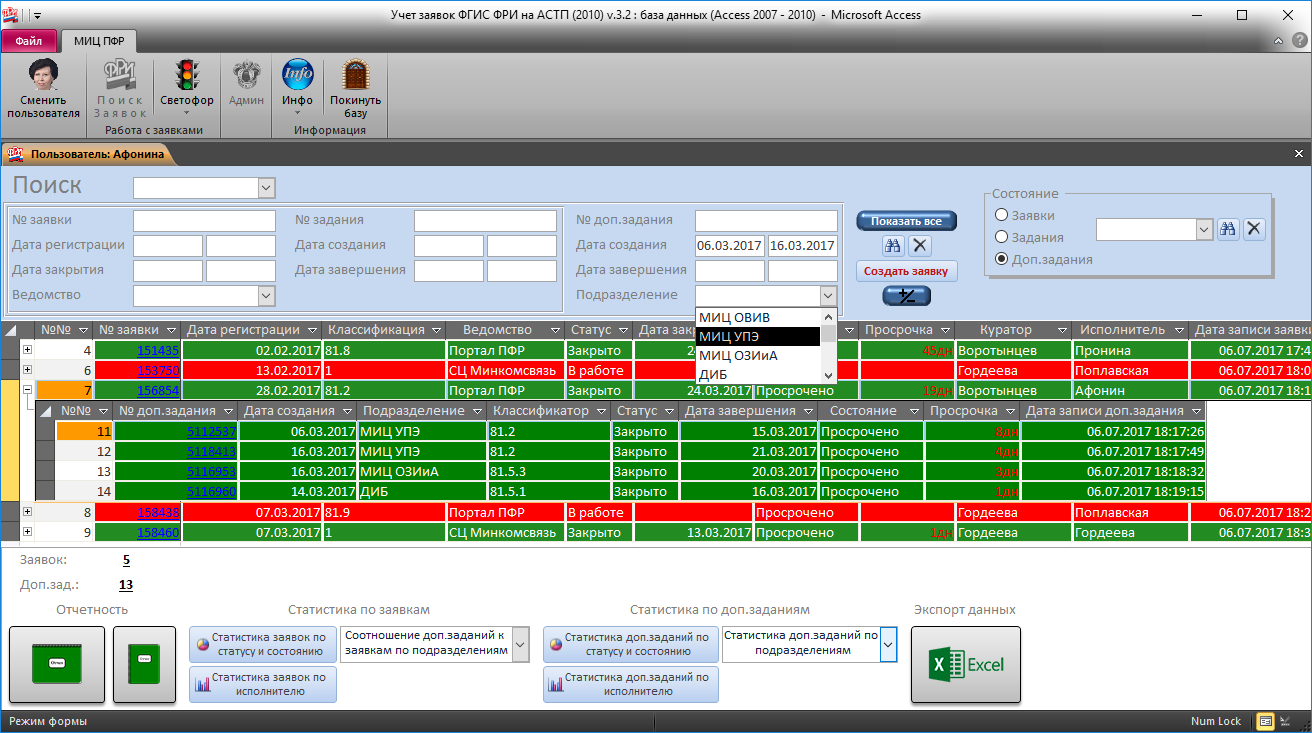 Учет заявок ФГИС ФРИ на АСТП (2010) v.3.2 : база данных (Access 2007 - 2010) - Microsoft Access
Файл МИЦ ПФР
Сменить пользователя
Поиск Заявок
Светофор
Админ
Инфо
Покинуть базу
Работа с заявками Информация
Пользователь: Афонина
Поиск
№ заявки № задания № доп.задания
Дата регистрации Дата создания Дата создания 06.03.2017 16.03.2017
Дата закрытия Дата завершения Дата завершения
Ведомство Подразделение
Показать все
Создать заявку
Состояние
Заявки
Задания
Доп.задания
МИЦ ОВИВ
МИЦ УПЭ
МИЦ ОЗИиА
ДИБ
№№ № заявки Дата регистрации Классификация Ведомство Статус Просрочка Куратор Исполнитель Дата записи заявки
4 151435 02.02.2017 81.8 Портал ПФР Закрыто 45дн Воротынцев Пронина 06.07.2017 17:4
6 153750 13.02.2017 1 СЦ Минкомсвязь В работе Гордеева Поплавская 06.07.2017 18:0
7 156854 28.02.2017 81.2 Портал ПФР Закрыто 24.03.2017 Просрочено 19дн Воротынцев Афонин 06.07.2017 18:1
№№ № доп.задания Дата создания Подразделение Классификатор Статус Дата завершения Состояние Просрочка Дата записи доп.задания
11 5112537 06.03.2017 МИЦ УПЭ 81.2 Закрыто 15.03.2017 Просрочено 8дн 06.07.2017 18:17:26
12 5118413 16.03.2017 МИЦ УПЭ 81.2 Закрыто 21.03.2017 Просрочено 4дн 06.07.2017 18:17:49
13 5116953 16.03.2017 МИЦ ОЗИиА 81.5.3 Закрыто 20.03.2017 Просрочено 3дн 06.07.2017 18:18:32
14 5116960 14.03.2017 ДИБ 81.5.1 Закрыто 16.03.2017 Просрочено 1дн 06.07.2017 18:19:15
8 158438 07.03.2017 81.9 Портал ПФР В работе Просрочено Гордеева Поплавская 06.07.2017 18:2
9 158460 07.03.2017 1 СЦ Минкомсвязь Закрыто 13.03.2017 Просрочено 1дн Гордеева Гордеева 06.07.2017 18:3
Заявок: 5
Доп.зад.: 13
Отчетность Статистика по заявкам Статистика по доп.заданиям Экспорт данных
Статистика заявок по статусу и состоянию
Соотношение доп.заданий к заявкам по подразделениям
Статистика доп.заданий по статусу и состоянию
Статистика доп.заданий по подразделениям
Excel
Статистика заявок по исполнителю
Статистика доп.заданий по исполнителю
Режим формы Num Lock